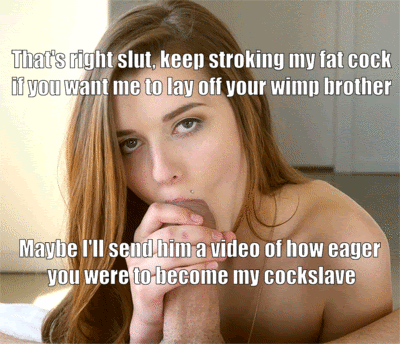 That's right slut, keep stroking my fat cock
if you want me to lay off your wimp brother
Maybe I'll send him a video of how eager
you were to become my cockslave